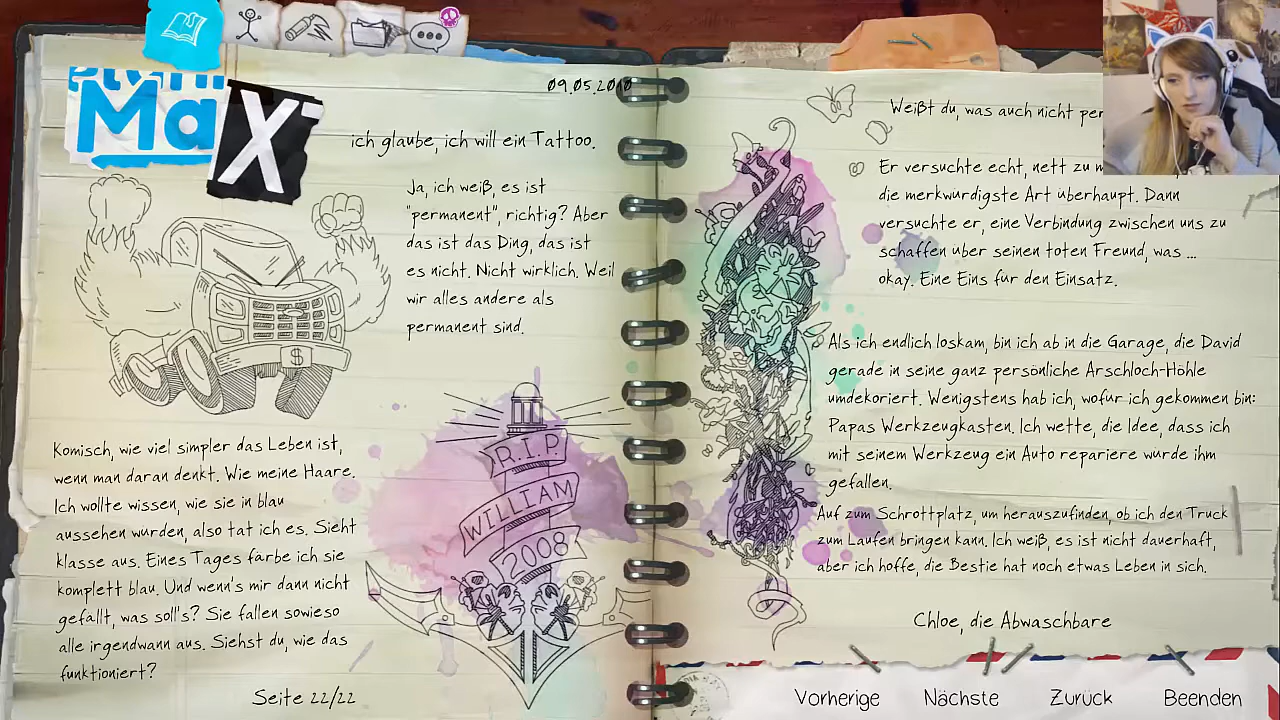 Ma
X
09.05.2010
ich glaube, ich will ein Tattoo.
Ja, ich weiß, es ist
"permanent", richtig? Aber
das ist das Ding, das ist
es nicht. Nicht wirklich. Weil
wir alles andere als
permanent sind.
$
Komisch, wie viel simpler das Leben ist,
wenn man daran denkt. Wie meine Haare.
Ich wollte wissen, wie sie in blau
aussehen würden, also tat ich es. Sieht
klasse aus. Eines Tages färbe ich sie
komplett blau. Und wenn's mir dann nicht
gefällt, was soll's? Sie fallen sowieso
alle irgendwann aus. Siehst du, wie das
funktioniert?
R.I.P.
WILLIAM
2008
Seite 22/22
Weißt du, was auch nicht
Er versuchte echt, nett zu
die merkwürdigste Art überhaupt. Dann
versuchte er, eine Verbindung zwischen uns zu
schaffen über seinen toten Freund, was ...
okay. Eine Eins für den Einsatz.
Als ich endlich loskam, bin ich ab in die Garage, die David
gerade in seine ganz persönliche Arschloch-Höhle
umdekoriert. Wenigstens hab ich, wofür ich gekommen bin:
Papas Werkzeugkasten. Ich wette, die Idee, dass ich
mit seinem Werkzeug ein Auto repariere würde ihm
gefallen.
Auf zum Schrottplatz, um herauszufinden, ob ich den Truck
zum Laufen bringen kann. Ich weiß, es ist nicht dauerhaft,
aber ich hoffe, die Bestie hat noch etwas Leben in sich.
Chloe, die Abwaschbare
Vorherige
Nächste
Zurück
Beenden